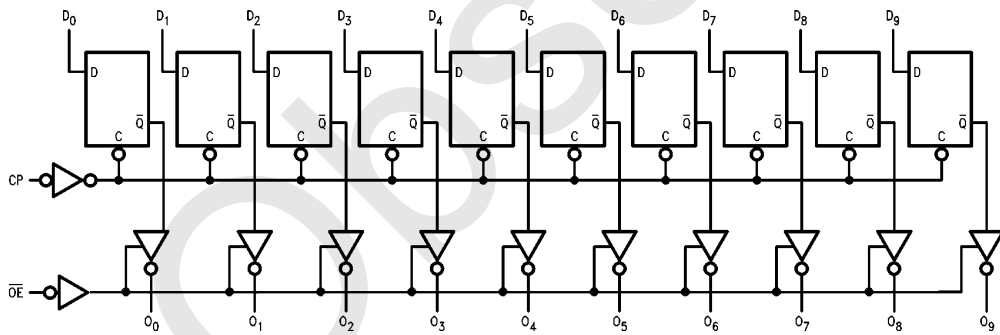 D0 D1 D2 D3 D4 D5 D6 D7 D8 D9
D D D D D D D D D D
Q̅ Q̅ Q̅ Q̅ Q̅ Q̅ Q̅ Q̅ Q̅ Q̅
C C C C C C C C C C
CP
O̅E̅
O0 O1 O2 O3 O4 O5 O6 O7 O8 O9